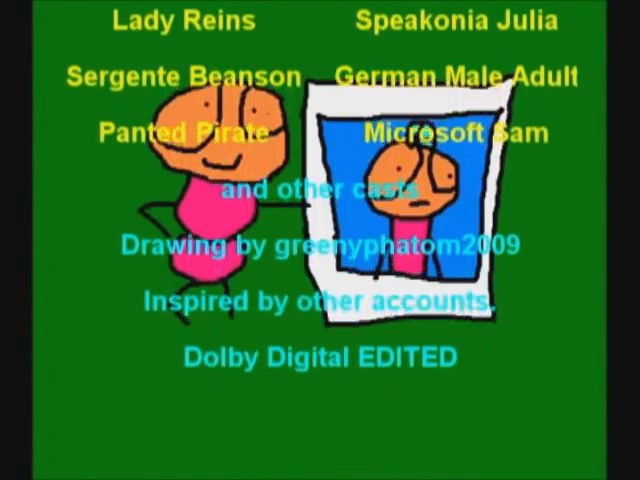 Lady Reins Speakonia Julia
Sergente Beanson German Male Adult
Panted Pirate Microsoft Sam
and other casts
Drawing by greenyphatom2009
Inspired by other accounts.
Dolby Digital EDITED